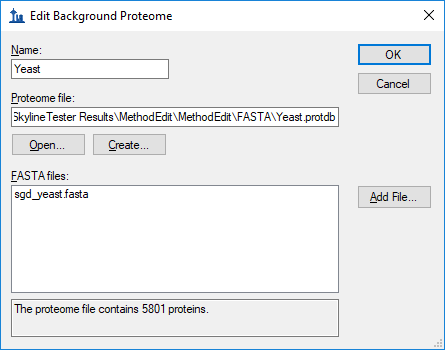 Edit Background Proteome
Name:
Yeast
OK
Cancel
Proteome file:
SkylineTester Results\MethodEdit\MethodEdit\FASTA\Yeast.protdb
Open...
Create...
FASTA files:
sgd_yeast.fasta
Add File...
The proteome file contains 5801 proteins.